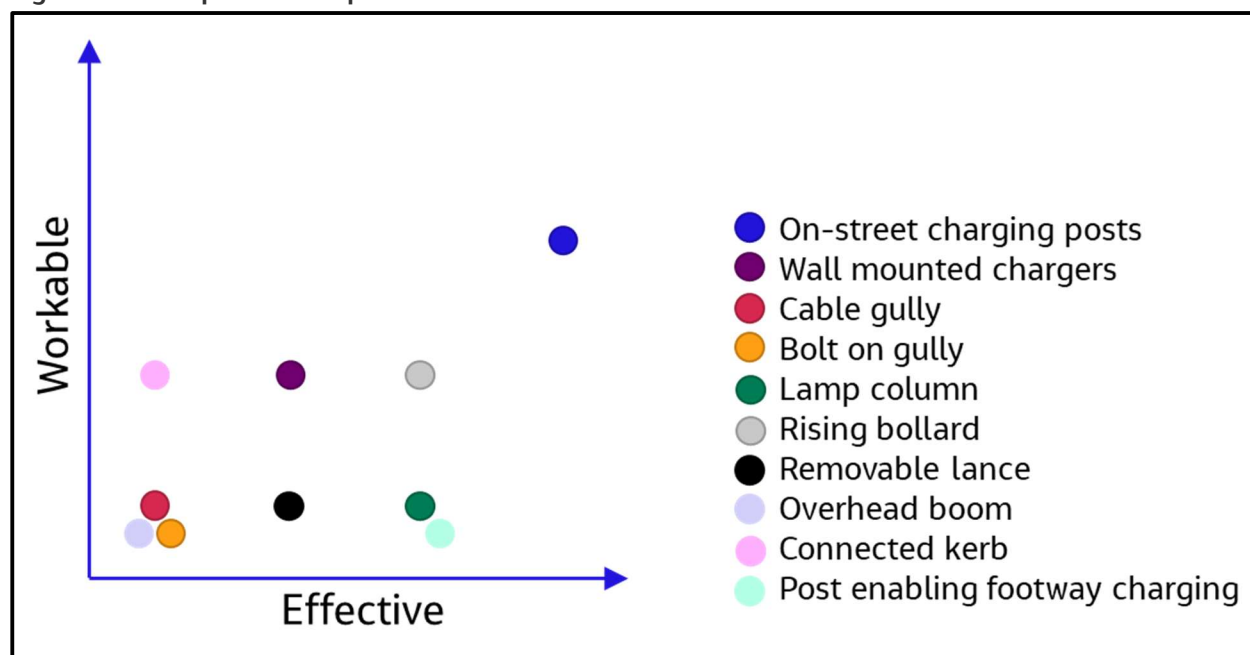 Workable
Effective
On-street charging posts
Wall mounted chargers
Cable gully
Bolt on gully
Lamp column
Rising bollard
Removable lance
Overhead boom
Connected kerb
Post enabling footway charging